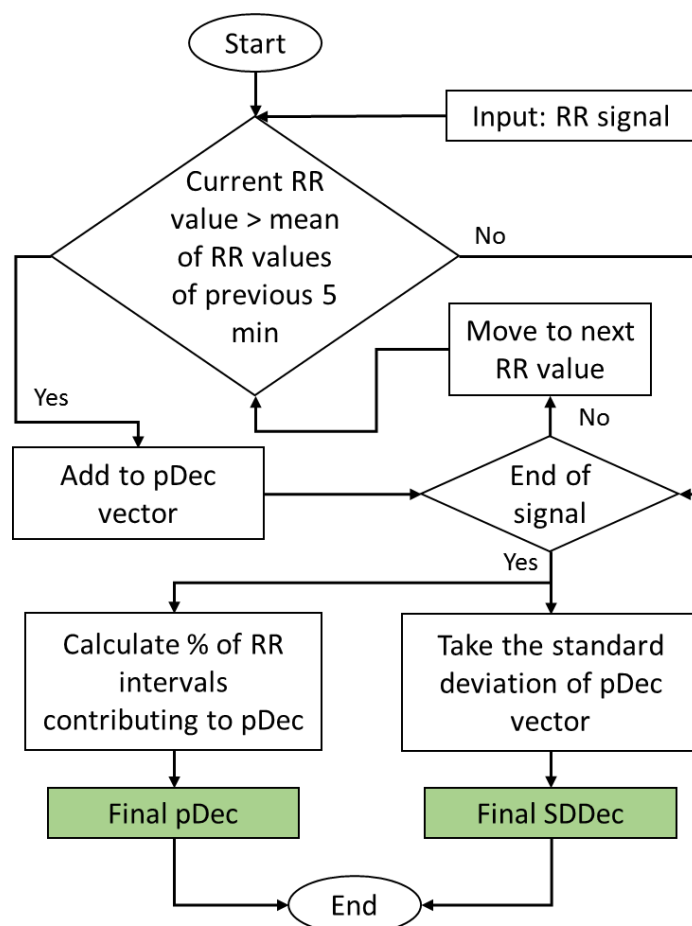 Start
Input: RR signal
Current RR
value > mean
of RR values
of previous 5
min
No
Move to next
RR value
Yes
No
Add to pDec
vector
End of
signal
Yes
Calculate % of RR
intervals
contributing to pDec
Take the standard
deviation of pDec
vector
Final pDec
Final SDDec
End